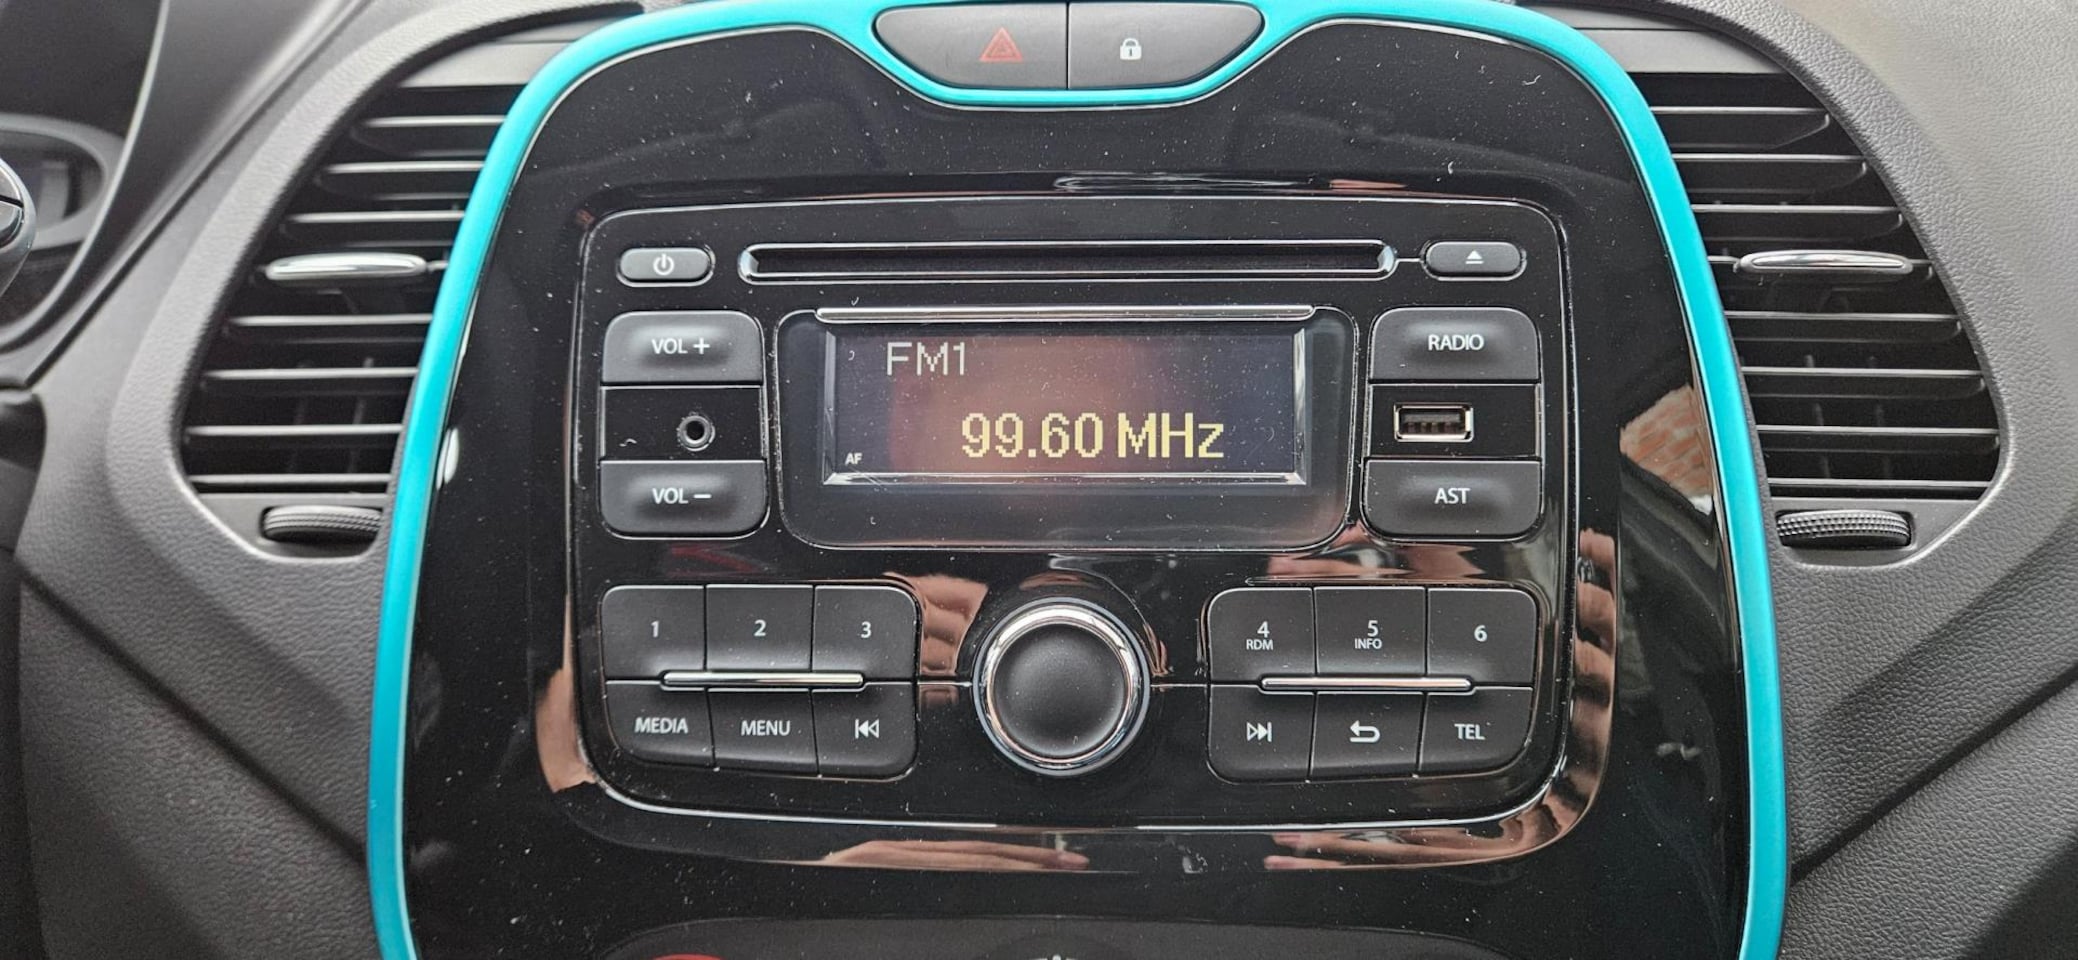 VOL +
FM1
RADIO
99.60 MHz
AF
VOL −
AST
1 2 3
4 5 6
RDM INFO
MEDIA MENU
TEL